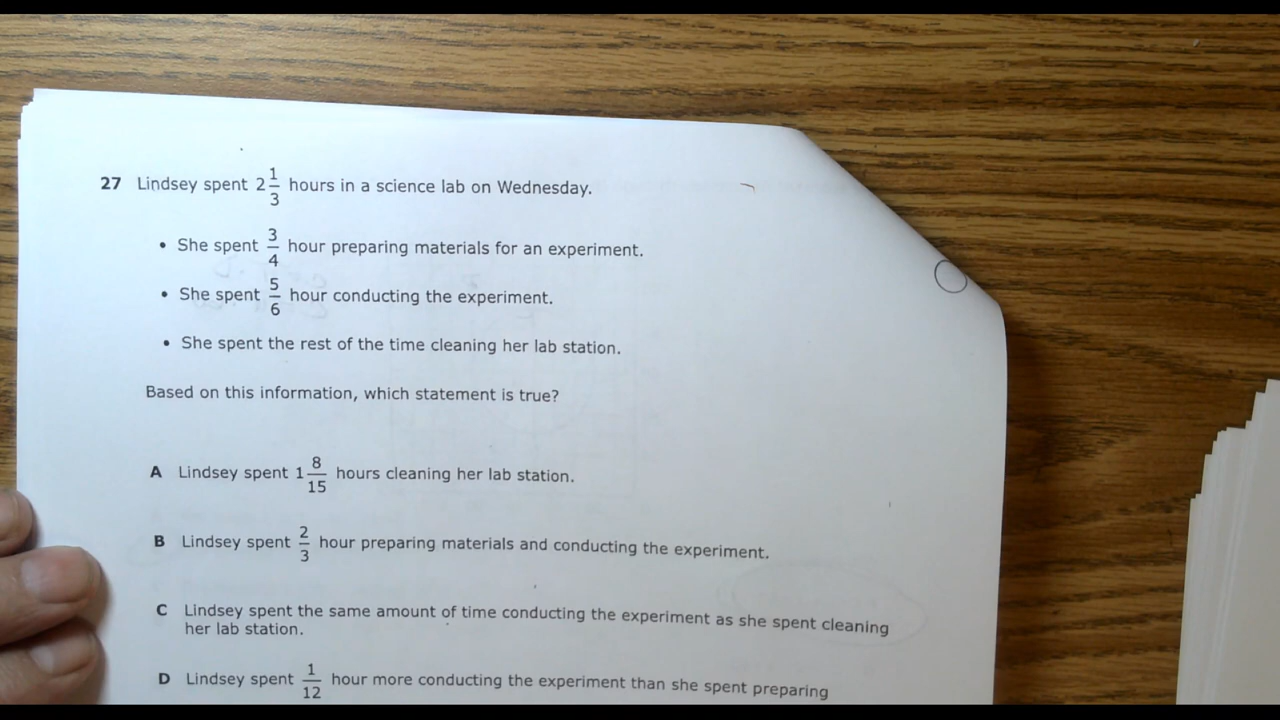 27 Lindsey spent 2 1/3 hours in a science lab on Wednesday.
• She spent 3/4 hour preparing materials for an experiment.
• She spent 5/6 hour conducting the experiment.
• She spent the rest of the time cleaning her lab station.
Based on this information, which statement is true?
A Lindsey spent 1 8/15 hours cleaning her lab station.
B Lindsey spent 2/3 hour preparing materials and conducting the experiment.
C Lindsey spent the same amount of time conducting the experiment as she spent cleaning
her lab station.
D Lindsey spent 1/12 hour more conducting the experiment than she spent preparing